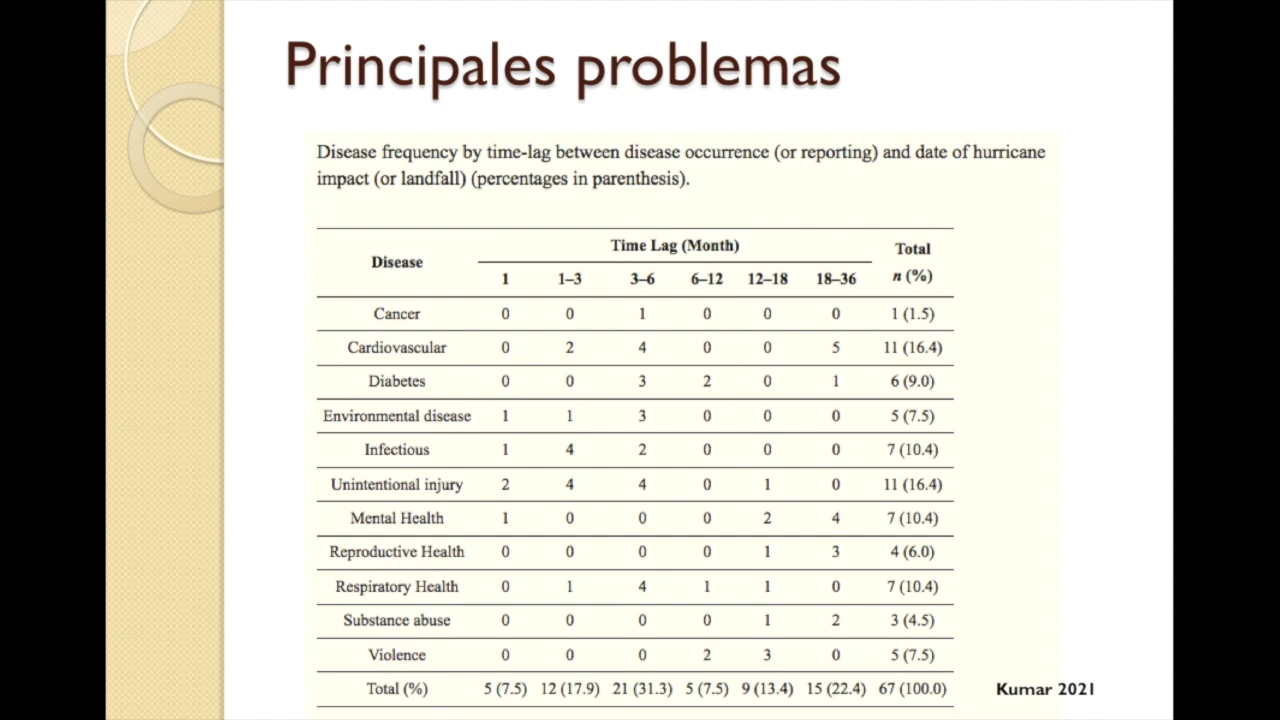 Principales problemas
Disease frequency by time-lag between disease occurrence (or reporting) and date of hurricane
impact (or landfall) (percentages in parenthesis).
Disease Time Lag (Month) Total n (%)
1 1–3 3–6 6–12 12–18 18–36
Cancer 0 0 1 0 0 0 1 (1.5)
Cardiovascular 0 2 4 0 0 5 11 (16.4)
Diabetes 0 0 3 2 0 1 6 (9.0)
Environmental disease 1 1 3 0 0 0 5 (7.5)
Infectious 1 4 2 0 0 0 7 (10.4)
Unintentional injury 2 4 4 0 1 0 11 (16.4)
Mental Health 1 0 0 0 2 4 7 (10.4)
Reproductive Health 0 0 0 0 1 3 4 (6.0)
Respiratory Health 0 1 4 1 1 0 7 (10.4)
Substance abuse 0 0 0 0 1 2 3 (4.5)
Violence 0 0 0 2 3 0 5 (7.5)
Total (%) 5 (7.5) 12 (17.9) 21 (31.3) 5 (7.5) 9 (13.4) 15 (22.4) 67 (100.0)
Kumar 2021